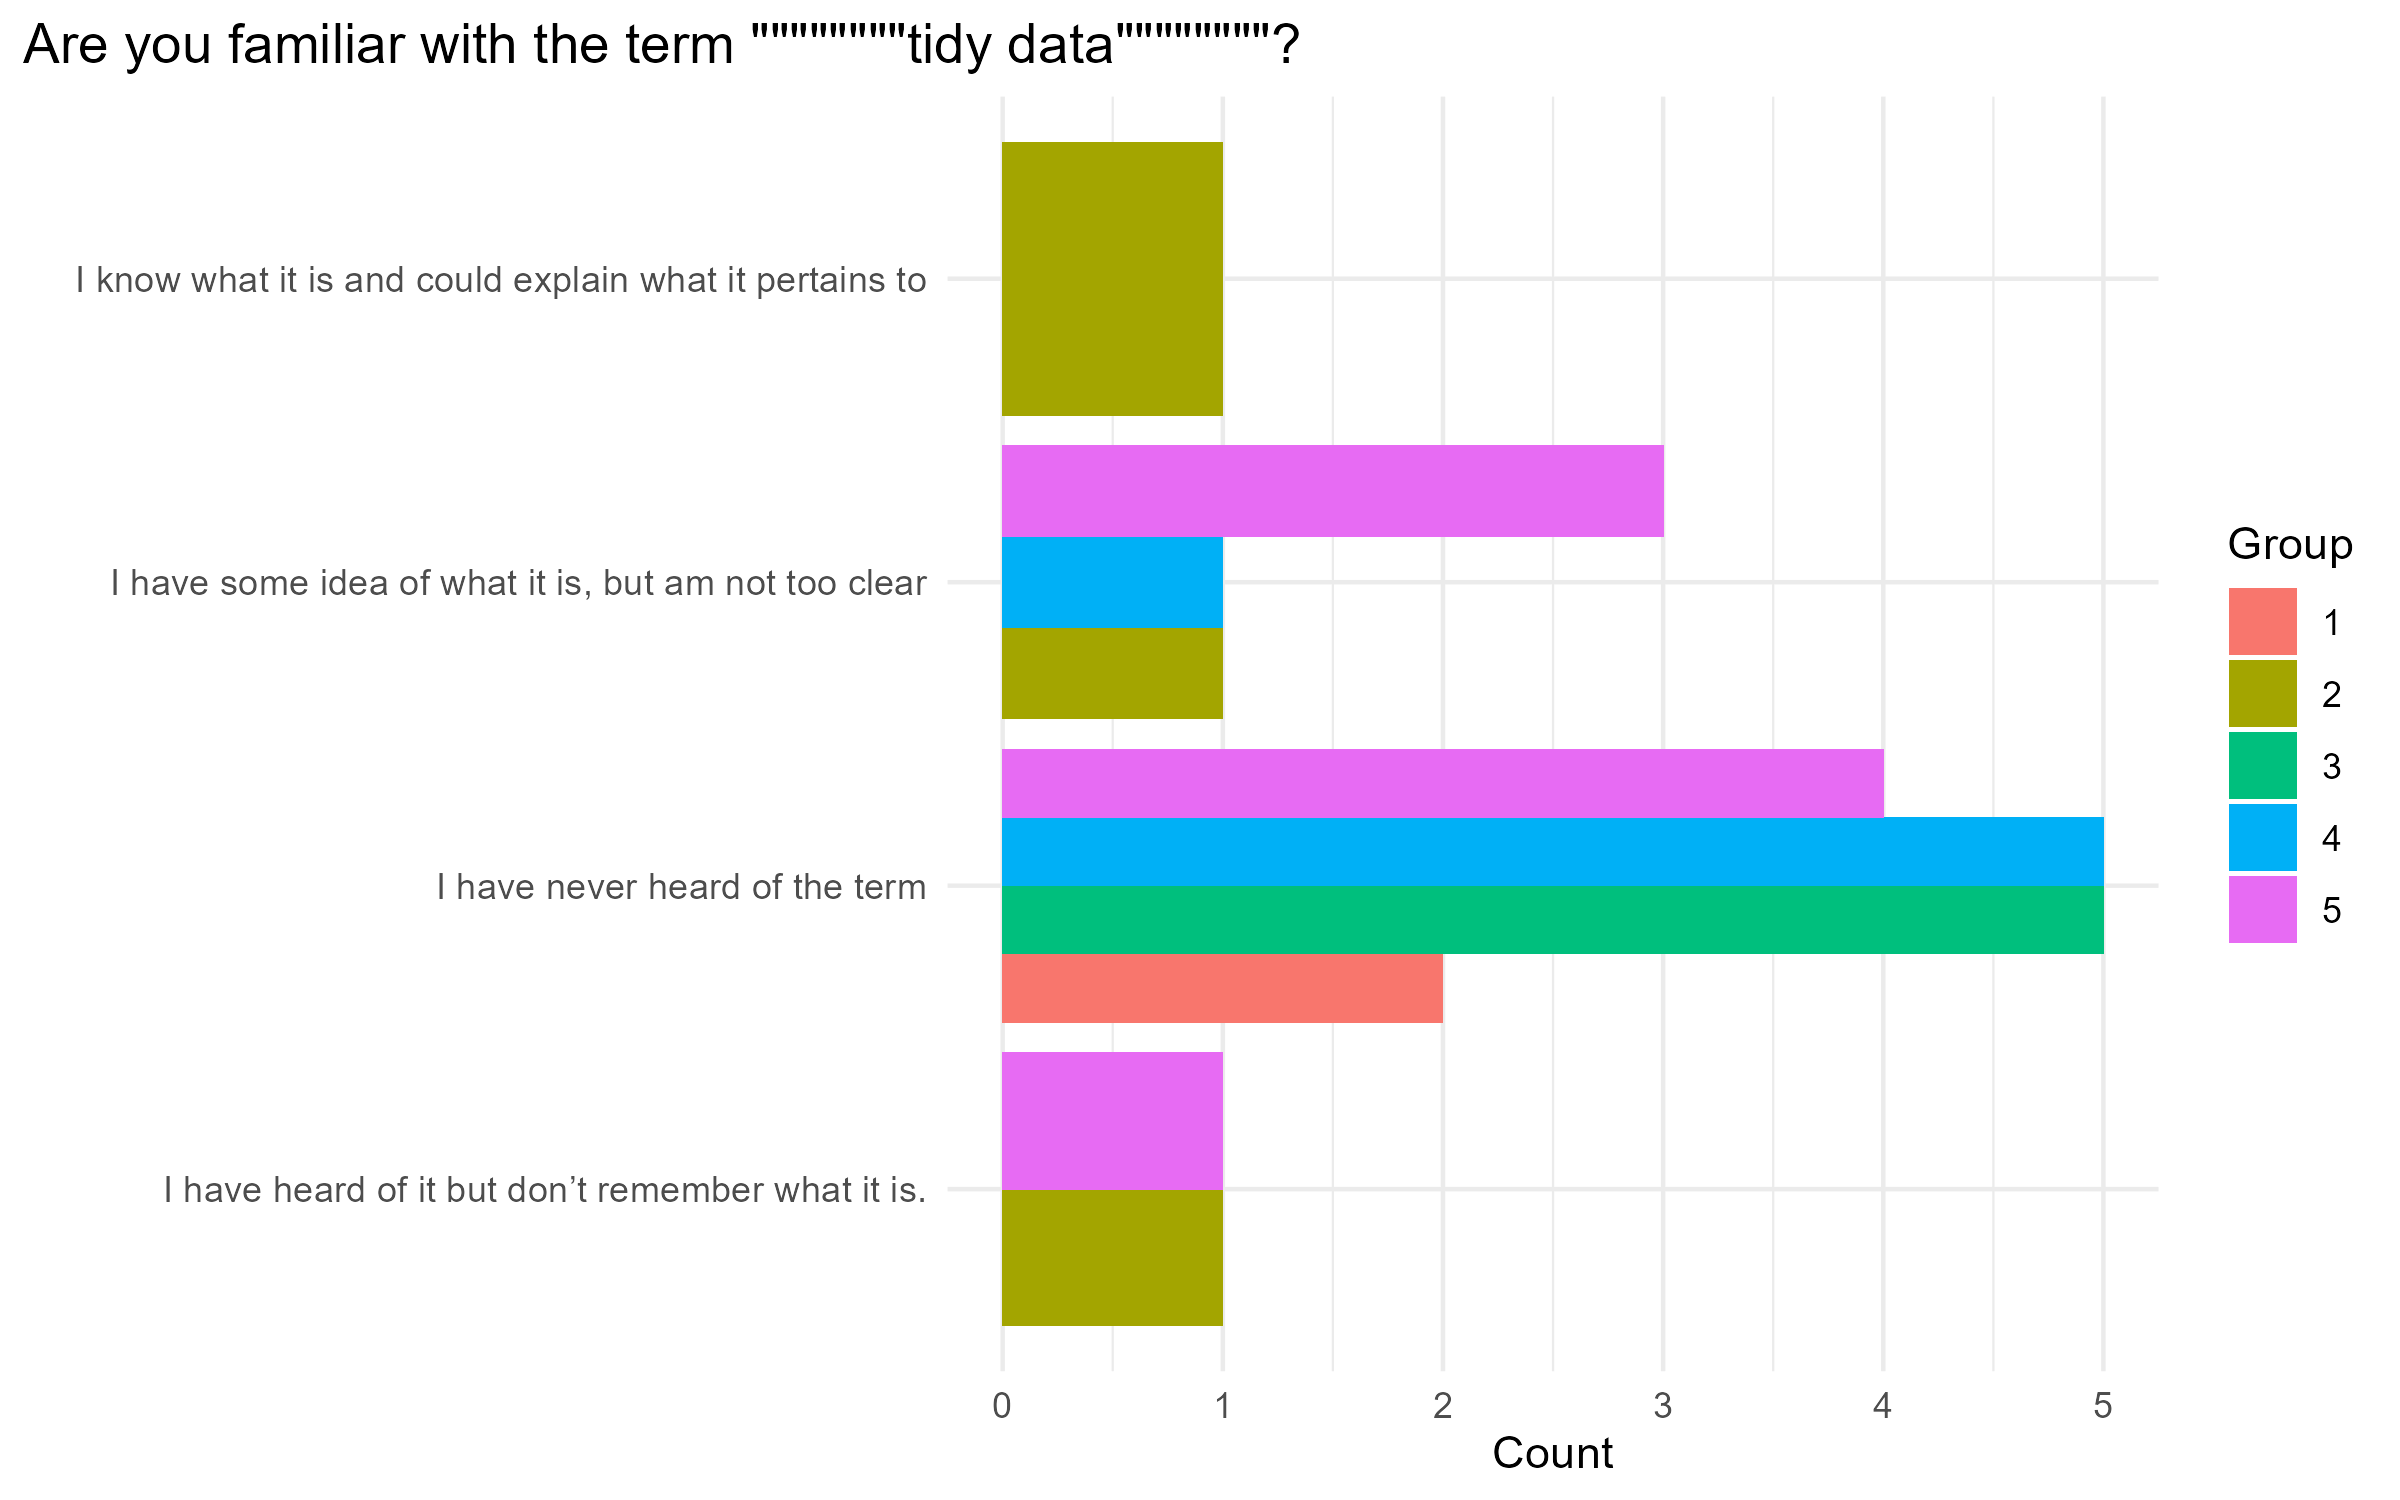 Are you familiar with the term """"""""tidy data""""""""?
I know what it is and could explain what it pertains to
I have some idea of what it is, but am not too clear
I have never heard of the term
I have heard of it but don’t remember what it is.
0 1 2 3 4 5
Count
Group
1
2
3
4
5